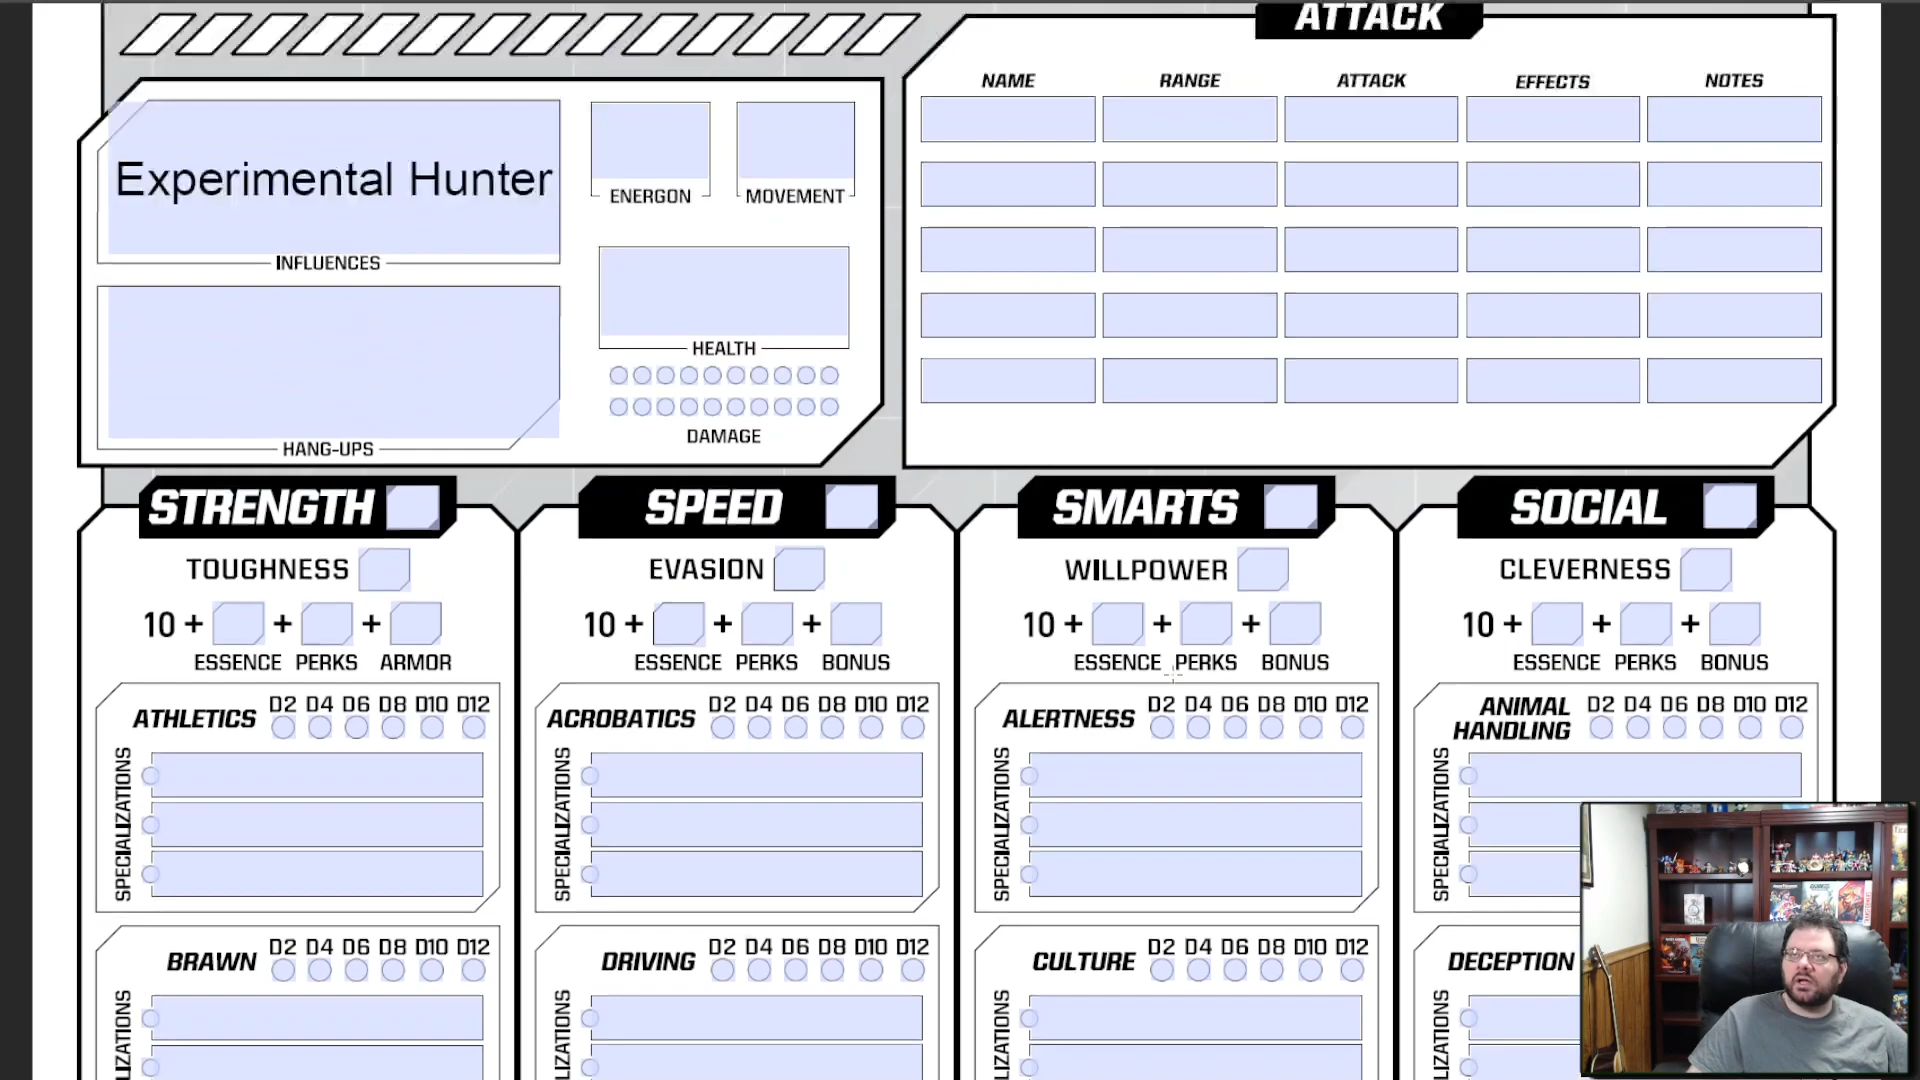 ATTACK
NAME RANGE ATTACK EFFECTS NOTES
Experimental Hunter
INFLUENCES
ENERGON MOVEMENT
HEALTH
DAMAGE
HANG-UPS
STRENGTH SPEED SMARTS SOCIAL
TOUGHNESS EVASION WILLPOWER CLEVERNESS
10 + + + 10 + + + 10 + + + 10 + + +
ESSENCE PERKS ARMOR ESSENCE PERKS BONUS ESSENCE PERKS BONUS ESSENCE PERKS BONUS
ATHLETICS D2 D4 D6 D8 D10 D12
SPECIALIZATIONS
ACROBATICS D2 D4 D6 D8 D10 D12
SPECIALIZATIONS
ALERTNESS D2 D4 D6 D8 D10 D12
SPECIALIZATIONS
ANIMAL HANDLING D2 D4 D6 D8 D10 D12
SPECIALIZATIONS
BRAWN D2 D4 D6 D8 D10 D12
LIZATIONS
DRIVING D2 D4 D6 D8 D10 D12
LIZATIONS
CULTURE D2 D4 D6 D8 D10 D12
LIZATIONS
DECEPTION
LIZATIONS